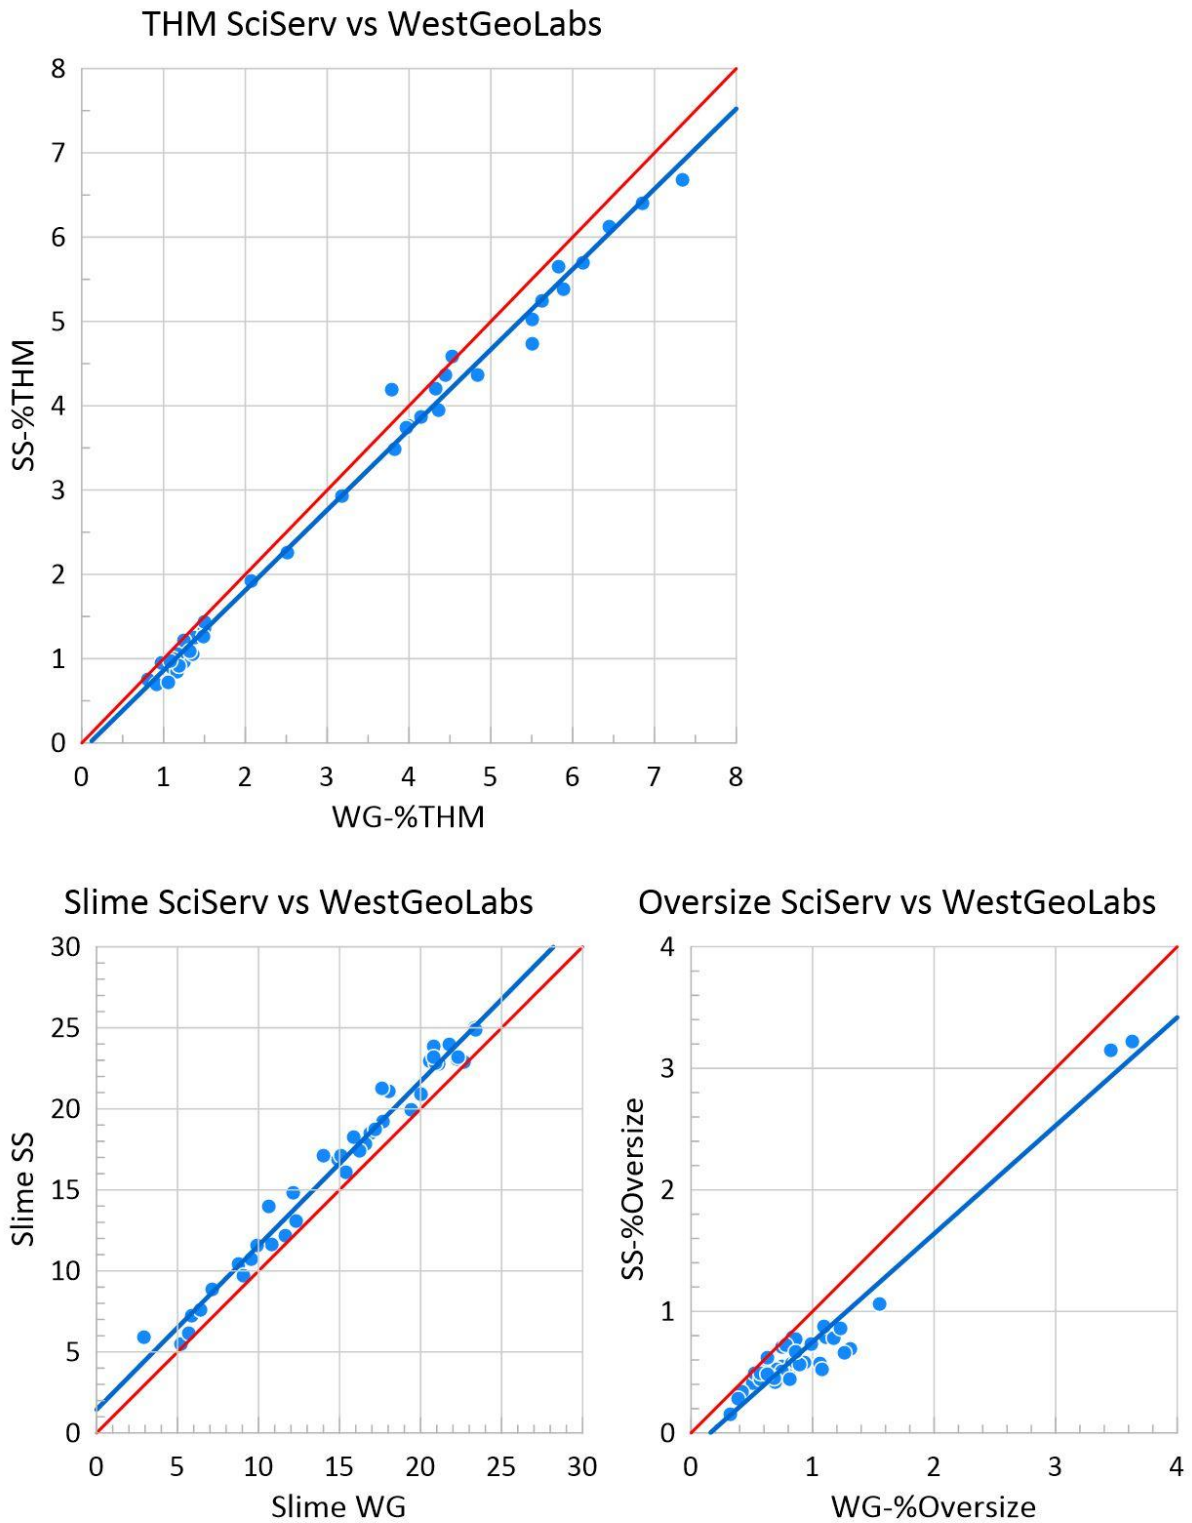 THM SciServ vs WestGeoLabs
8
7
6
5
4
3
2
1
0
SS-%THM
0 1 2 3 4 5 6 7 8
WG-%THM
Slime SciServ vs WestGeoLabs
30
25
20
15
10
5
0
Slime SS
0 5 10 15 20 25 30
Slime WG
Oversize SciServ vs WestGeoLabs
4
3
2
1
0
SS-%Oversize
0 1 2 3 4
WG-%Oversize